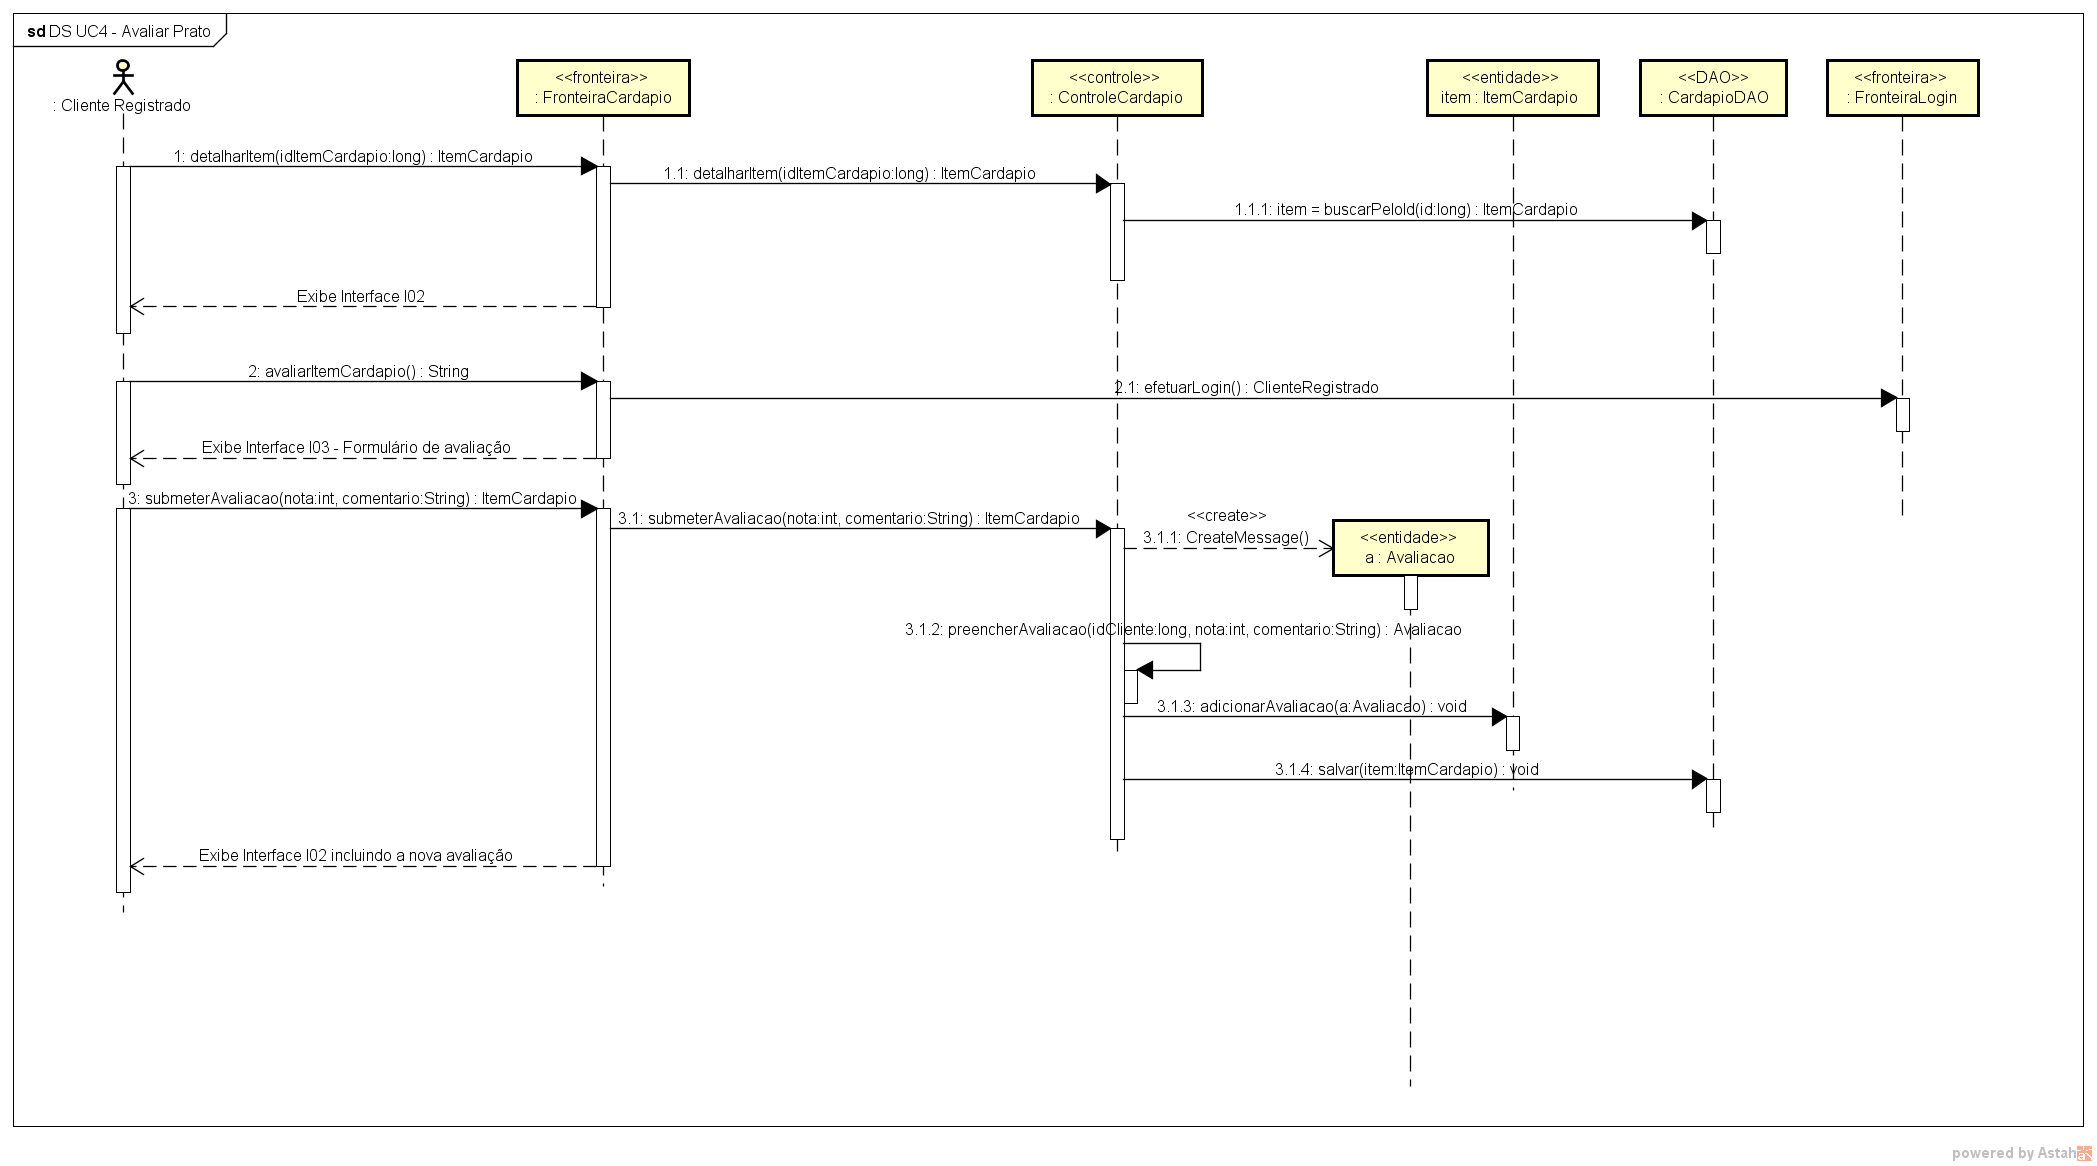 sd DS UC4 - Avaliar Prato
<<fronteira>>
: FronteiraCardapio
<<controle>>
: ControleCardapio
<<entidade>>
item : ItemCardapio
<<DAO>>
: CardapioDAO
<<fronteira>>
: FronteiraLogin
: Cliente Registrado
1: detalharItem(idItemCardapio:long) : ItemCardapio
1.1: detalharItem(idItemCardapio:long) : ItemCardapio
1.1.1: item = buscarPeloId(id:long) : ItemCardapio
Exibe Interface I02
2: avaliarItemCardapio() : String
2.1: efetuarLogin() : ClienteRegistrado
Exibe Interface I03 - Formulário de avaliação
3: submeterAvaliacao(nota:int, comentario:String) : ItemCardapio
3.1: submeterAvaliacao(nota:int, comentario:String) : ItemCardapio
<<create>>
3.1.1: CreateMessage()
<<entidade>>
a : Avaliacao
3.1.2: preencherAvaliacao(idCliente:long, nota:int, comentario:String) : Avaliacao
3.1.3: adicionarAvaliacao(a:Avaliacao) : void
3.1.4: salvar(item:ItemCardapio) : void
Exibe Interface I02 incluindo a nova avaliação
powered by Astah